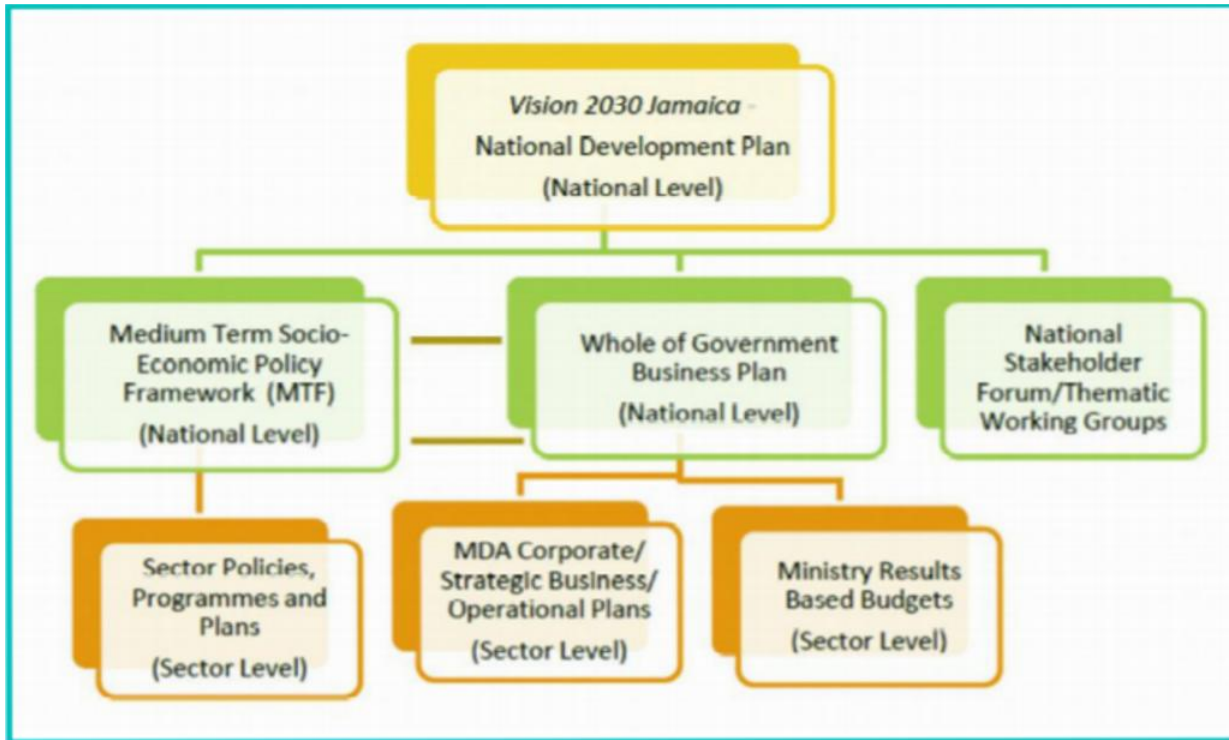 Vision 2030 Jamaica -
National Development Plan
(National Level)
Medium Term Socio-
Economic Policy
Framework (MTF)
(National Level)
Whole of Government
Business Plan
(National Level)
National
Stakeholder
Forum/Thematic
Working Groups
Sector Policies,
Programmes and
Plans
(Sector Level)
MDA Corporate/
Strategic Business/
Operational Plans
(Sector Level)
Ministry Results
Based Budgets
(Sector Level)